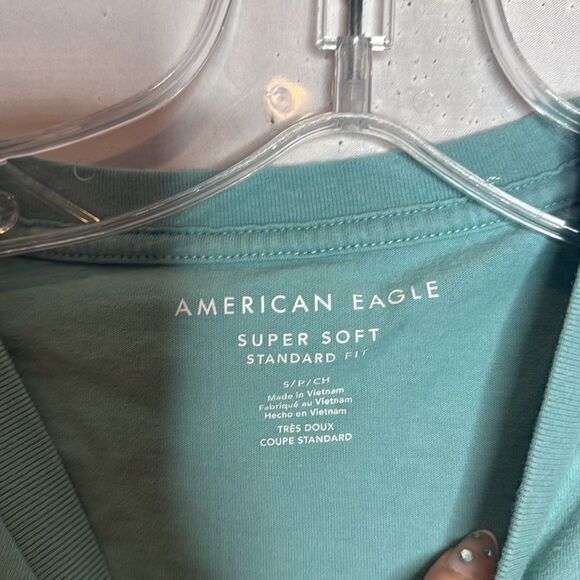 AMERICAN EAGLE
SUPER SOFT
STANDARD FIT
S/P/CH
Made in Vietnam
Fabriqué au Vietnam
Hecho en Vietnam
TRÈS DOUX
COUPE STANDARD